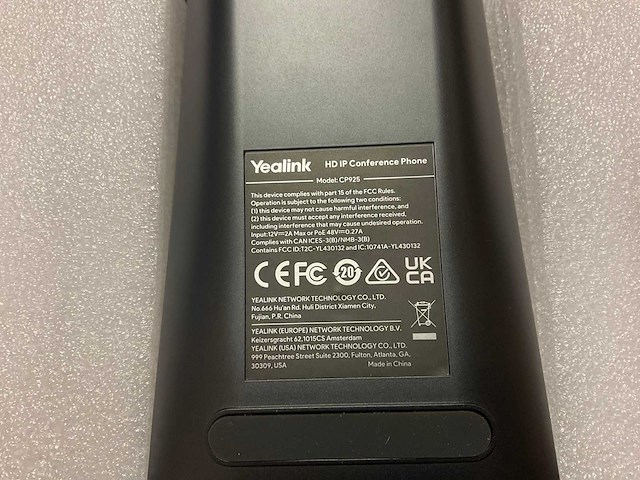 Yealink HD IP Conference Phone
Model: CP925
This device complies with part 15 of the FCC Rules.
Operation is subject to the following two conditions:
(1) this device may not cause harmful interference, and
(2) this device must accept any interference received,
including interference that may cause undesired operation.
Input:12V⎓2A Max or PoE 48V⎓0.27A
Complies with CAN ICES-3(B)/NMB-3(B)
Contains FCC ID:T2C-YL430132 and IC:10741A-YL430132
CE FC 20 UK CA
YEALINK NETWORK TECHNOLOGY CO., LTD.
No.666 Hu'an Rd. Huli District Xiamen City,
Fujian, P.R. China
YEALINK (EUROPE) NETWORK TECHNOLOGY B.V.
Keizersgracht 62,1015CS Amsterdam
YEALINK (USA) NETWORK TECHNOLOGY CO., LTD.
999 Peachtree Street Suite 2300, Fulton, Atlanta, GA,
30309, USA Made in China